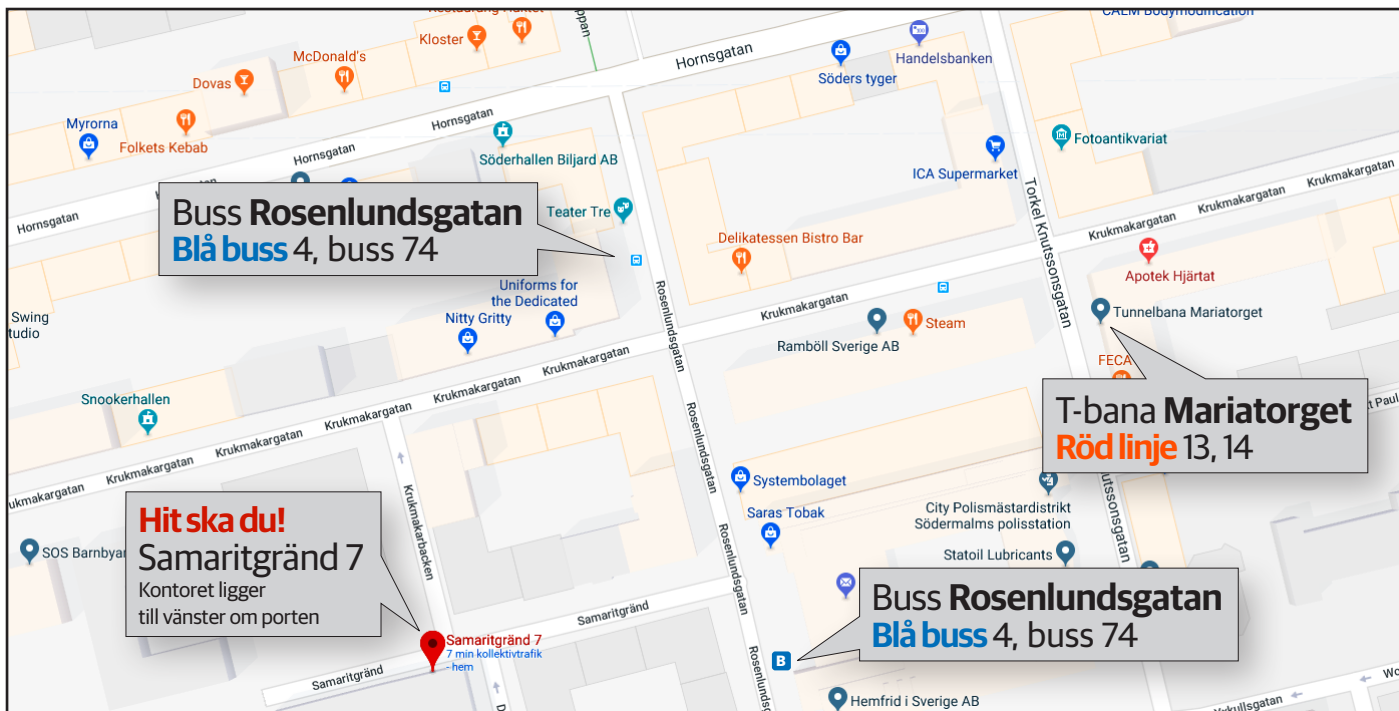 Kloster
McDonald's
Dovas
Myrorna
Folkets Kebab
Hornsgatan
Hornsgatan
Hornsgatan
Hornsgatan
Söders tyger
Handelsbanken
Söderhallen Biljard AB
ICA Supermarket
Fotoantikvariat
Buss Rosenlundsgatan
Blå buss 4, buss 74
Teater Tre
Delikatessen Bistro Bar
Torkel Knutssonsgatan
Krukmakargatan
Krukmakargatan
Krukmakargatan
Apotek Hjärtat
Uniforms for
the Dedicated
Nitty Gritty
Rosenlundsgatan
Krukmakargatan
Krukmakargatan
Steam
Ramböll Sverige AB
Tunnelbana Mariatorget
Swing
FECA
Krukmakargatan
Krukmakargatan
Krukmakargatan
Krukmakargatan
Krukmakargatan
Snookerhallen
Rosenlundsgatan
T-bana Mariatorget
Röd linje 13, 14
Systembolaget
Saras Tobak
City Polismästardistrikt
Södermalms polisstation
Statoil Lubricants
Krukmakarbacken
Rosenlundsgatan
Hit ska du!
Samaritgränd 7
Kontoret ligger
till vänster om porten
Rosenlundsgatan
Samaritgränd
Samaritgränd
Samaritgränd 7
7 min kollektivtrafik
- hem
Buss Rosenlundsgatan
Blå buss 4, buss 74
B
Hemfrid i Sverige AB